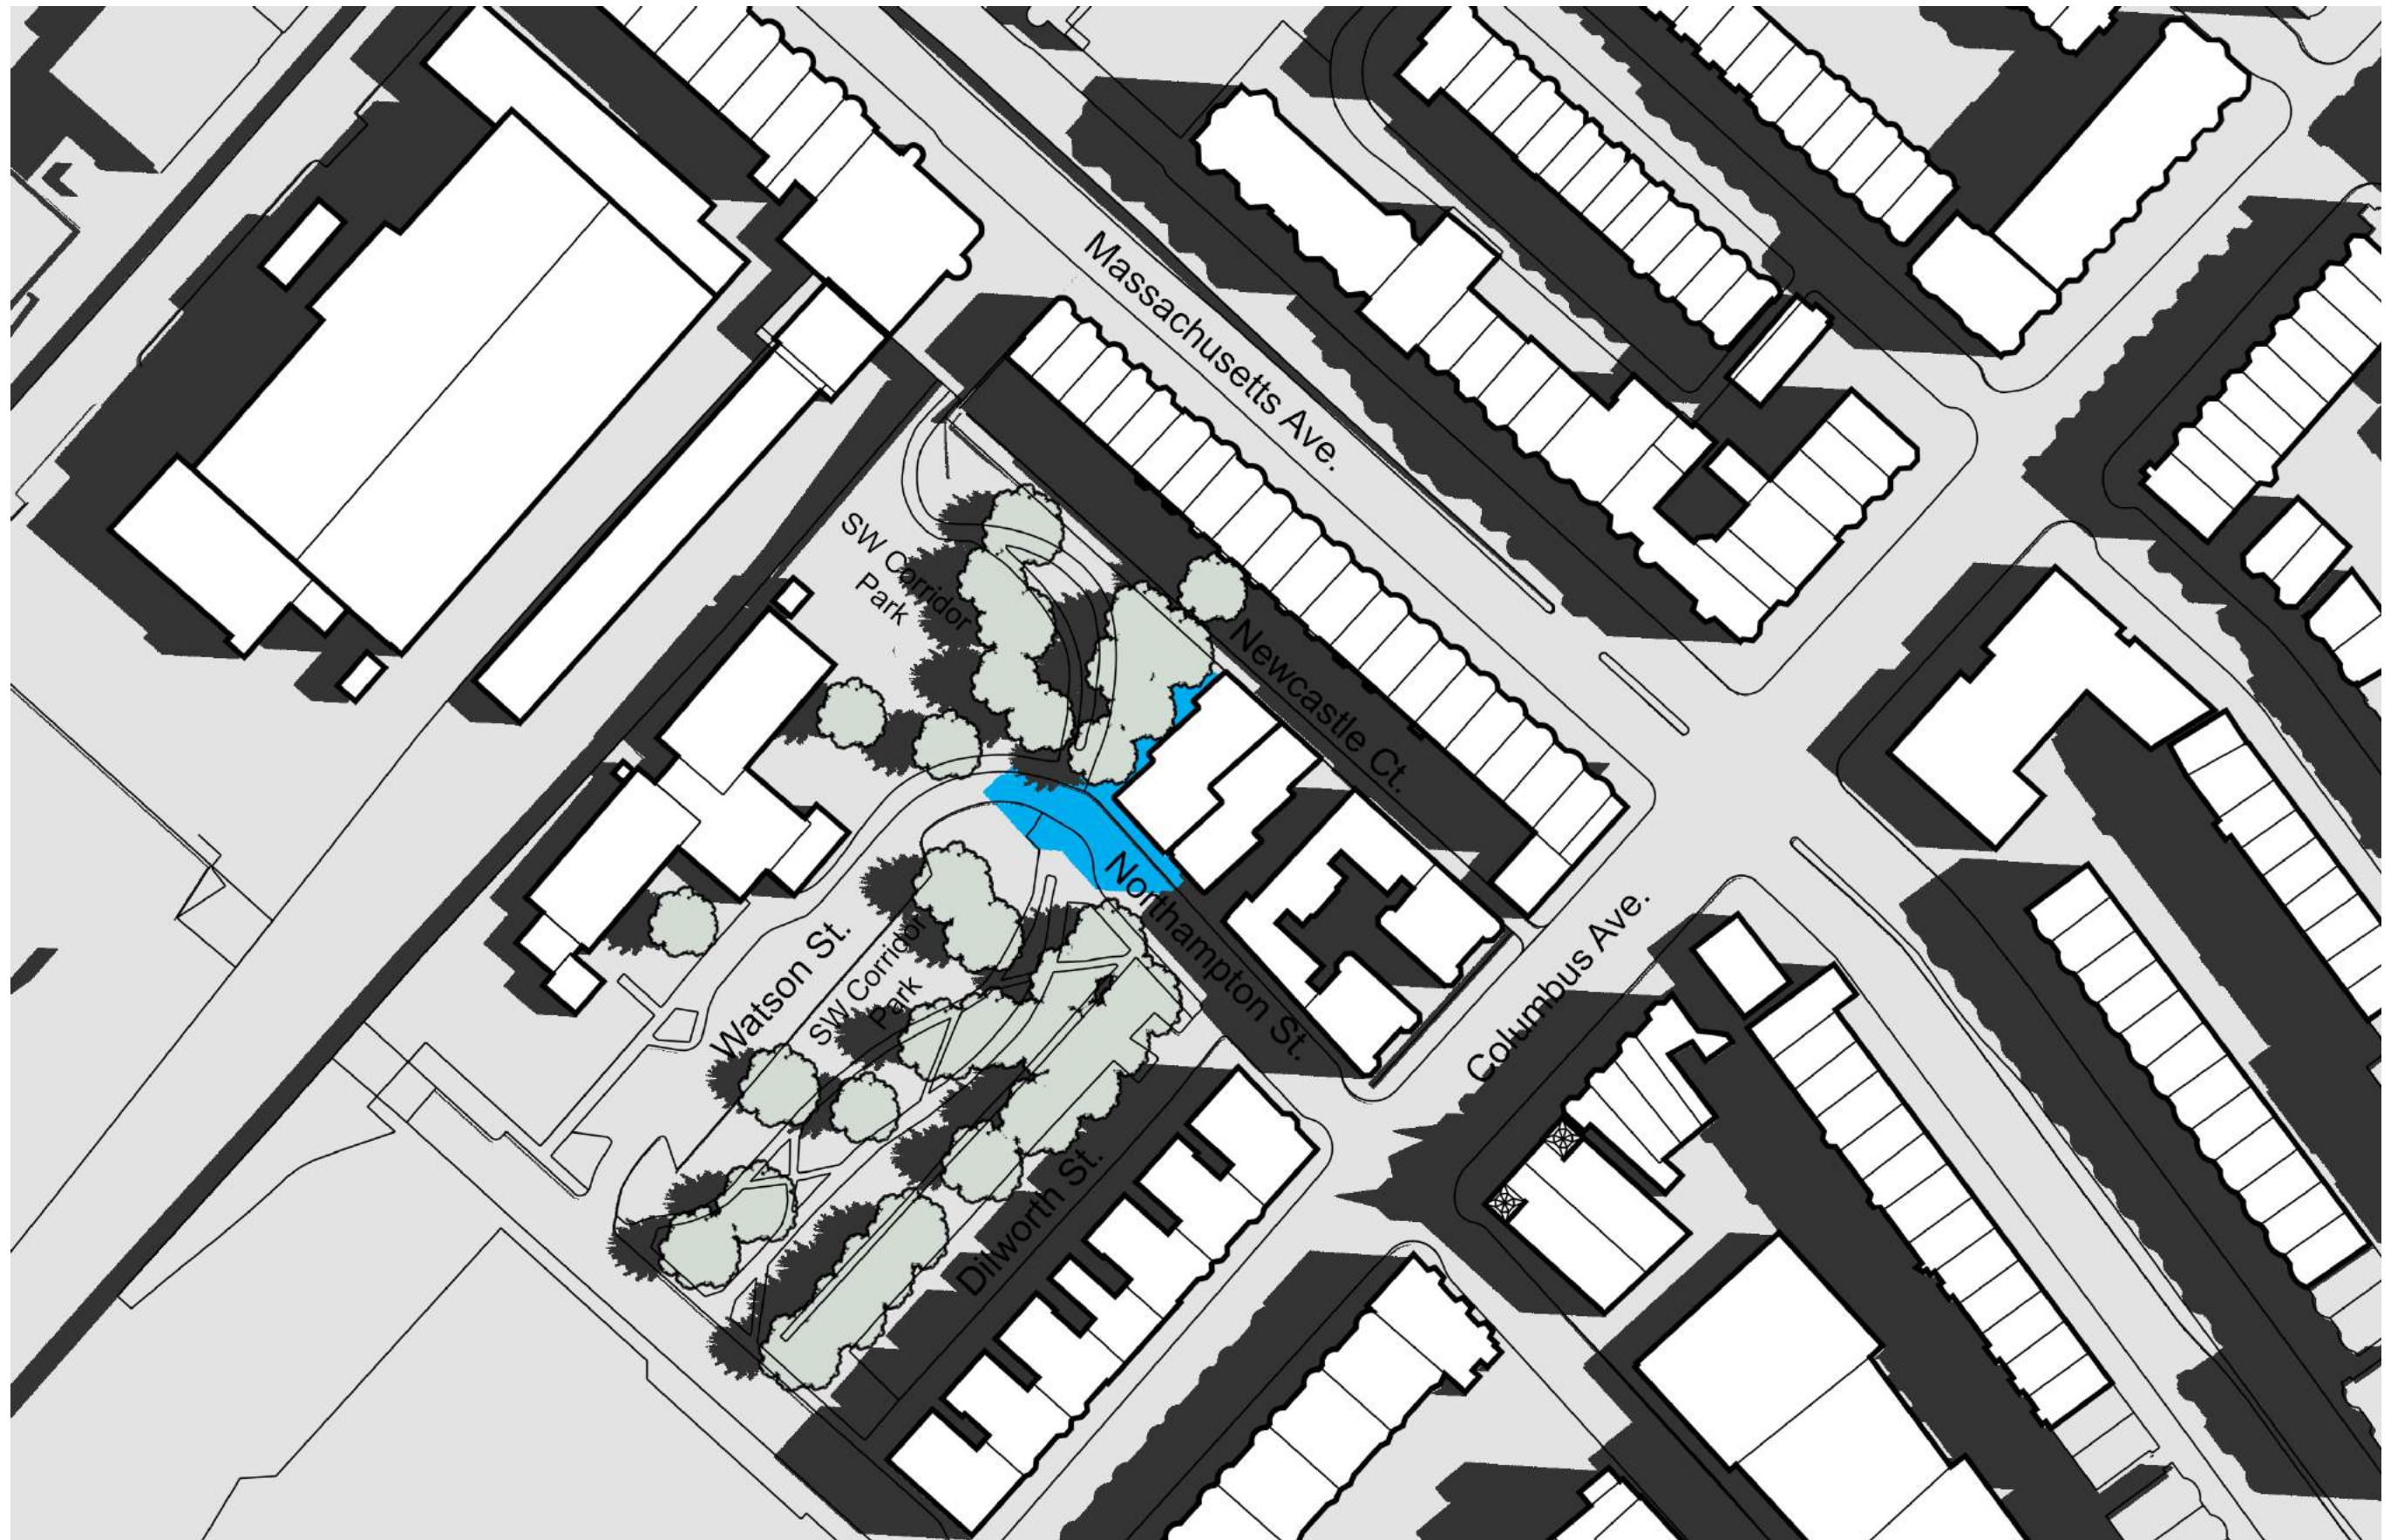 Massachusetts Ave.
SW Corridor
Park
Newcastle Ct.
Northampton St.
Columbus Ave.
Watson St.
SW Corridor
Park
Dilworth St.